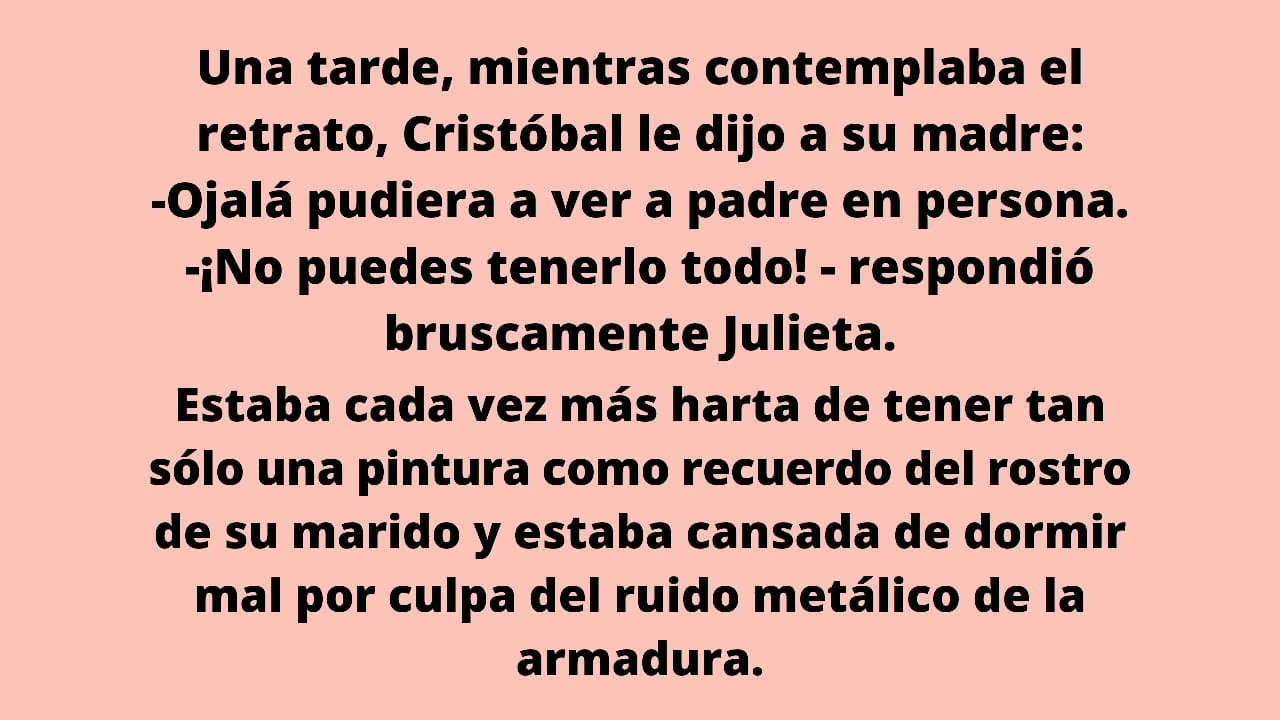 Una tarde, mientras contemplaba el
retrato, Cristóbal le dijo a su madre:
-Ojalá pudiera a ver a padre en persona.
-¡No puedes tenerlo todo! - respondió
bruscamente Julieta.
Estaba cada vez más harta de tener tan
sólo una pintura como recuerdo del rostro
de su marido y estaba cansada de dormir
mal por culpa del ruido metálico de la
armadura.